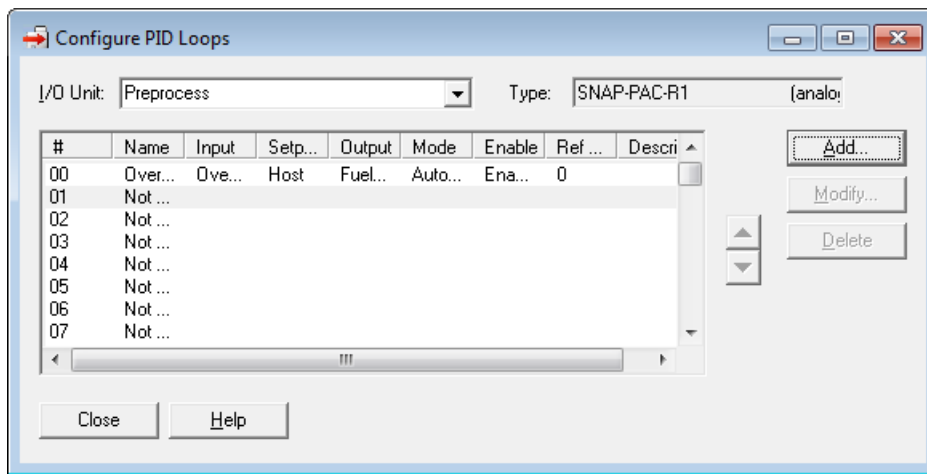 Configure PID Loops
I/O Unit: Preprocess Type: SNAP-PAC-R1 (analog
# Name Input Setp... Output Mode Enable Ref ... Descri
00 Over... Ove... Host Fuel... Auto... Ena... 0
01 Not ...
02 Not ...
03 Not ...
04 Not ...
05 Not ...
06 Not ...
07 Not ...
Add...
Modify...
Delete
Close Help